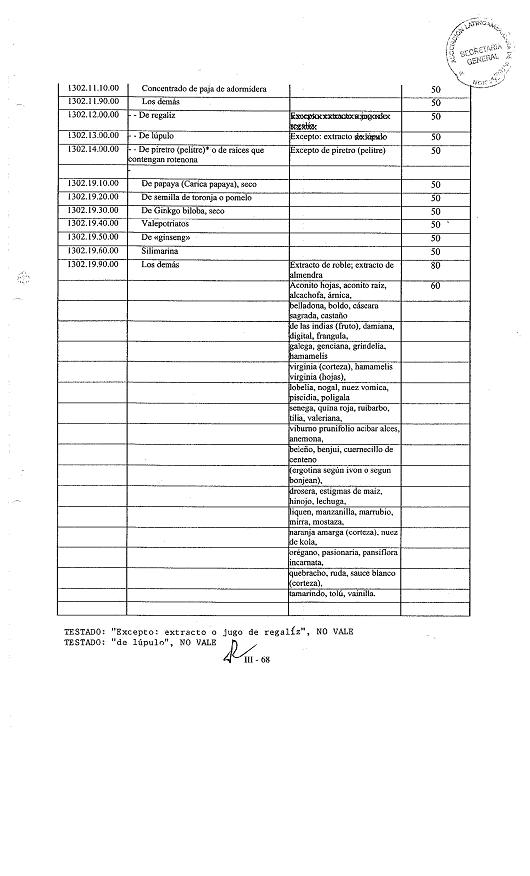 SECRETARIA
GENERAL
1302.11.10.00 Concentrado de paja de adormidera 50
1302.11.90.00 Los demás 50
1302.12.00.00 - - De regaliz Excepto: extracto o jugo de regalíz 50
1302.13.00.00 - - De lúpulo Excepto: extracto de lúpulo 50
1302.14.00.00 - - De piretro (pelitre)* o de raíces que Excepto de piretro (pelitre) 50
contengan rotenona
-
1302.19.10.00 De papaya (Carica papaya), seco 50
1302.19.20.00 De semilla de toronja o pomelo 50
1302.19.30.00 De Ginkgo biloba, seco 50
1302.19.40.00 Valepotriatos 50
1302.19.50.00 De «ginseng» 50
1302.19.60.00 Silimarina 50
1302.19.90.00 Los demás Extracto de roble; extracto de 80
almendra
Aconito hojas, aconito raíz, 60
alcachofa, árnica,
belladona, boldo, cáscara
sagrada, castaño
de las indias (fruto), damiana,
digital, frangula,
galega, genciana, grindelia,
hamamelis
virginia (corteza), hamamelis
virginia (hojas),
lobelia, nogal, nuez vomica,
piscidia, poligala
senega, quina roja, ruibarbo,
tilia, valeriana,
viburno prunifolio acibar alces,
anemona,
beleño, benjui, cuernecillo de
centeno
(ergotina según ivon o segun
bonjean),
drosera, estigmas de maiz,
hinojo, lechuga,
liquen, manzanilla, marrubio,
mirra, mostaza,
naranja amarga (corteza), nuez
de kola,
orégano, pasionaria, pansiflora
incarnata,
quebracho, ruda, sauce blanco
(corteza),
tamarindo, tolú, vainilla.
TESTADO: "Excepto: extracto o jugo de regalíz", NO VALE
TESTADO: "de lúpulo", NO VALE
III - 68